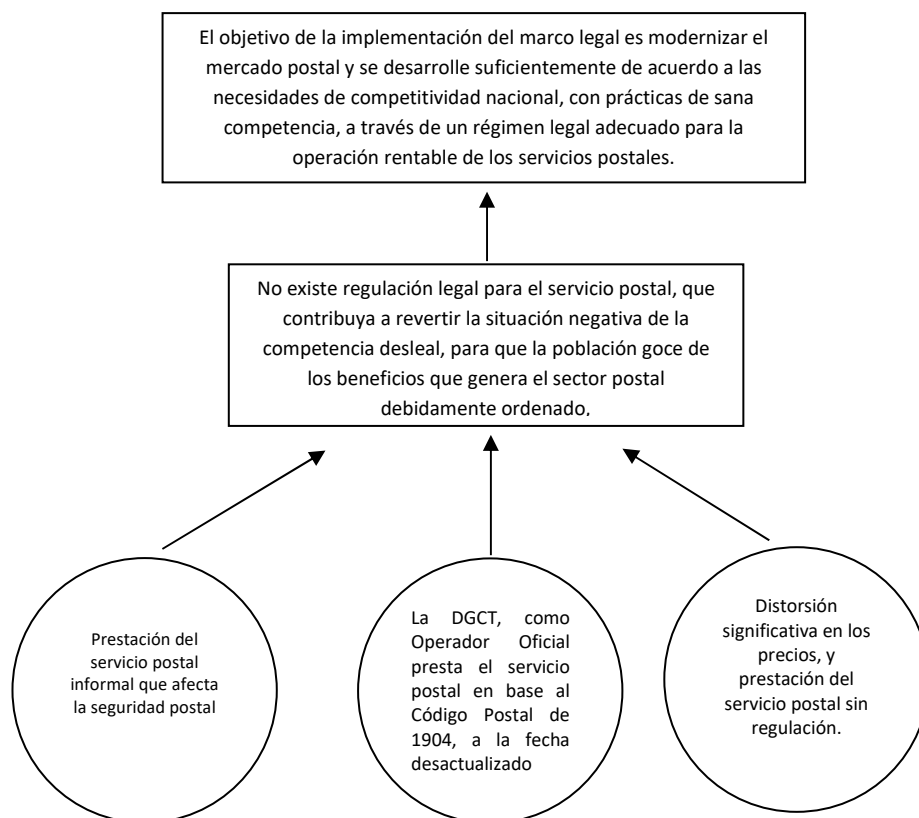 El objetivo de la implementación del marco legal es modernizar el
mercado postal y se desarrolle suficientemente de acuerdo a las
necesidades de competitividad nacional, con prácticas de sana
competencia, a través de un régimen legal adecuado para la
operación rentable de los servicios postales.
No existe regulación legal para el servicio postal, que
contribuya a revertir la situación negativa de la
competencia desleal, para que la población goce de
los beneficios que genera el sector postal
debidamente ordenado.
Prestación del
servicio postal
informal que afecta
la seguridad postal
La DGCT, como
Operador Oficial
presta el servicio
postal en base al
Código Postal de
1904, a la fecha
desactualizado
Distorsión
significativa en los
precios, y
prestación del
servicio postal sin
regulación.